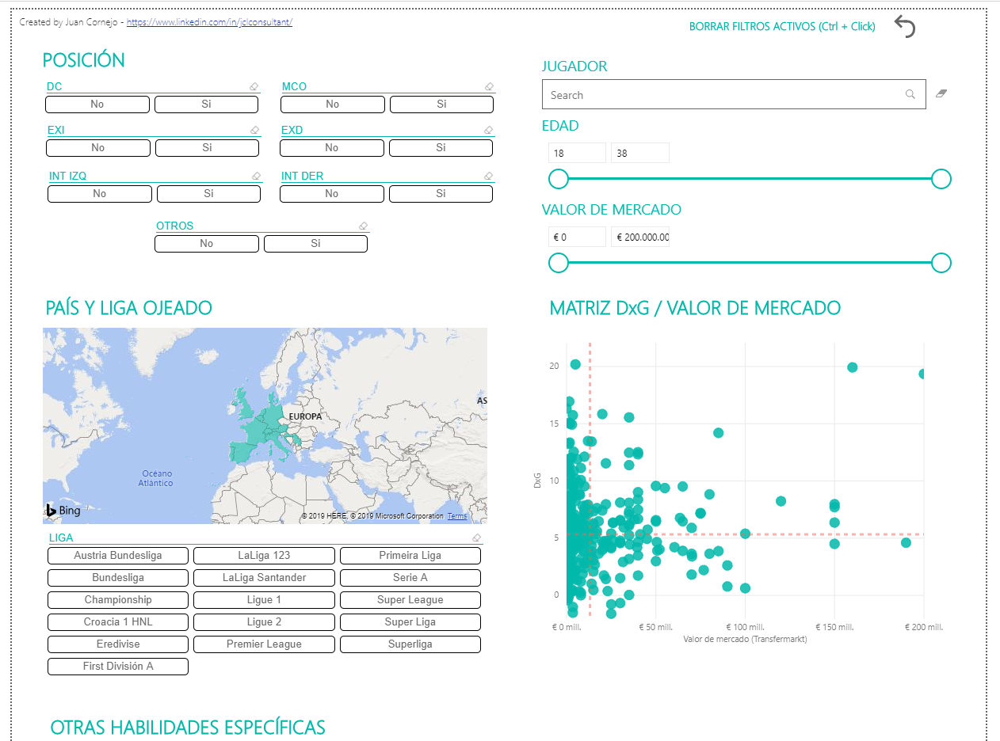 Created by Juan Cornejo - https://www.linkedin.com/in/jclconsultant/
BORRAR FILTROS ACTIVOS (Ctrl + Click)
POSICIÓN
DC
No Si
MCO
No Si
EXI
No Si
EXD
No Si
INT IZQ
No Si
INT DER
No Si
OTROS
No Si
JUGADOR
Search
EDAD
18 38
VALOR DE MERCADO
€ 0 € 200.000.00
PAÍS Y LIGA OJEADO
EUROPA
AS
Océano
Atlántico
Bing
© 2019 HERE, © 2019 Microsoft Corporation Terms
LIGA
Austria Bundesliga LaLiga 123 Primeira Liga
Bundesliga LaLiga Santander Serie A
Championship Ligue 1 Super League
Croacia 1 HNL Ligue 2 Super Liga
Eredivise Premier League Superliga
First División A
MATRIZ DxG / VALOR DE MERCADO
DxG
20
15
10
5
0
€ 0 mill. € 50 mill. € 100 mill. € 150 mill. € 200 mill.
Valor de mercado (Transfermarkt)
OTRAS HABILIDADES ESPECÍFICAS